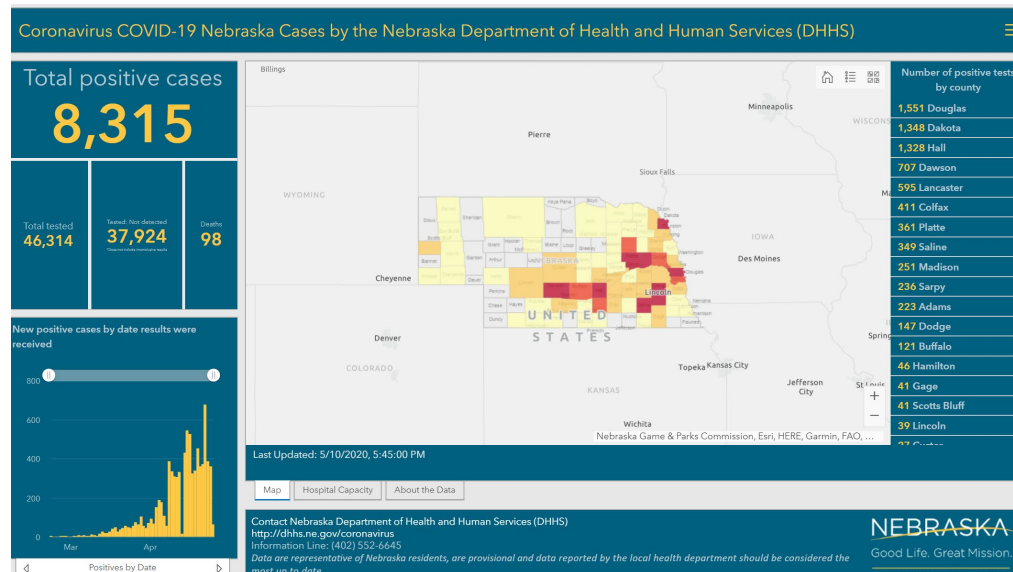 Coronavirus COVID-19 Nebraska Cases by the Nebraska Department of Health and Human Services (DHHS)
Total positive cases
8,315
Total tested
46,314
Tested: Not detected
37,924
Deaths
98
New positive cases by date results were
received
800
600
400
200
0
Mar
Apr
Positives by Date
Billings
Minneapolis
WISCONS
Pierre
Sioux Falls
WYOMING
IOWA
Des Moines
Cheyenne
Lincoln
UNITED
STATES
Denver
COLORADO
Topeka
Kansas City
Jefferson
City
St Louis
KANSAS
Spring
Wichita
Nebraska Game & Parks Commission, Esri, HERE, Garmin, FAO, ...
Number of positive tests
by county
1,551 Douglas
1,348 Dakota
1,328 Hall
707 Dawson
595 Lancaster
411 Colfax
361 Platte
349 Saline
251 Madison
236 Sarpy
223 Adams
147 Dodge
121 Buffalo
46 Hamilton
41 Gage
41 Scotts Bluff
39 Lincoln
Last Updated: 5/10/2020, 5:45:00 PM
Map
Hospital Capacity
About the Data
Contact Nebraska Department of Health and Human Services (DHHS)
http://dhhs.ne.gov/coronavirus
Information Line: (402) 552-6645
Data are representative of Nebraska residents, are provisional and data reported by the local health department should be considered the
most up to date
NEBRASKA
Good Life. Great Mission.